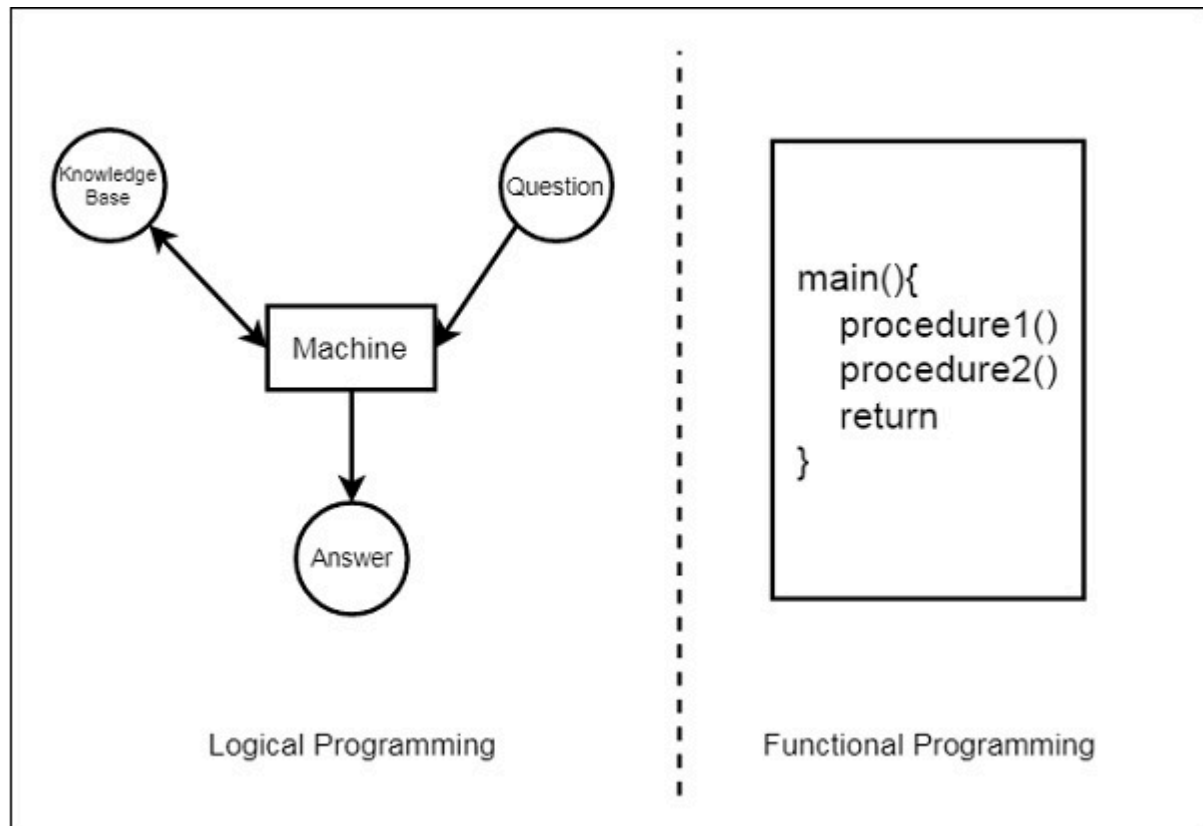 Knowledge
Base
Question
Machine
Answer
Logical Programming
main(){
procedure1()
procedure2()
return
}
Functional Programming